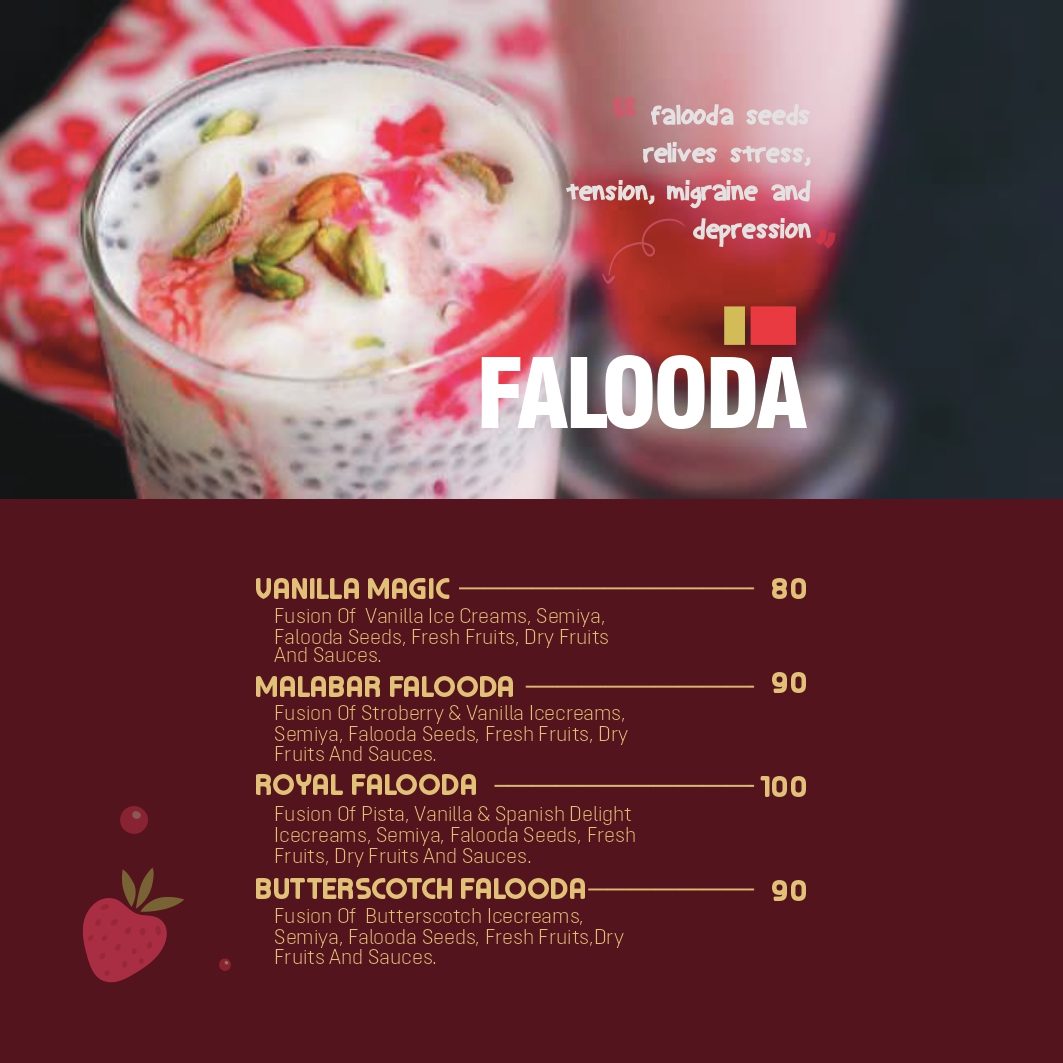 “ falooda seeds
relives stress,
tension, migraine and
depression ”
FALOODA
VANILLA MAGIC 80
Fusion Of Vanilla Ice Creams, Semiya,
Falooda Seeds, Fresh Fruits, Dry Fruits
And Sauces.
MALABAR FALOODA 90
Fusion Of Stroberry & Vanilla Icecreams,
Semiya, Falooda Seeds, Fresh Fruits, Dry
Fruits And Sauces.
ROYAL FALOODA 100
Fusion Of Pista, Vanilla & Spanish Delight
Icecreams, Semiya, Falooda Seeds, Fresh
Fruits, Dry Fruits And Sauces.
BUTTERSCOTCH FALOODA 90
Fusion Of Butterscotch Icecreams,
Semiya, Falooda Seeds, Fresh Fruits,Dry
Fruits And Sauces.